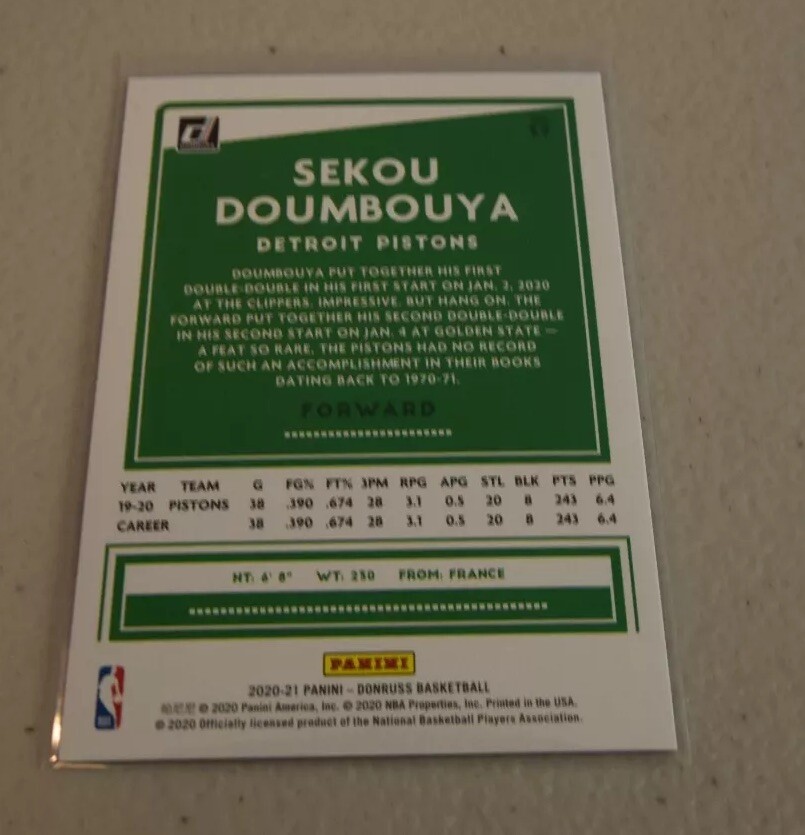 SEKOU
DOUMBOUYA
DETROIT PISTONS
DOUMBOUYA PUT TOGETHER HIS FIRST
DOUBLE-DOUBLE IN HIS FIRST START ON JAN. 2, 2020
AT THE CLIPPERS. IMPRESSIVE, BUT HANG ON. THE
FORWARD PUT TOGETHER HIS SECOND DOUBLE-DOUBLE
IN HIS SECOND START ON JAN. 4 AT GOLDEN STATE —
A FEAT SO RARE, THE PISTONS HAD NO RECORD
OF SUCH AN ACCOMPLISHMENT IN THEIR BOOKS
DATING BACK TO 1970-71.
FORWARD
YEAR TEAM G FG% FT% 3PM RPG APG STL BLK PTS PPG
19-20 PISTONS 38 .390 .674 28 3.1 0.5 20 8 243 6.4
CAREER 38 .390 .674 28 3.1 0.5 20 8 243 6.4
HT: 6' 8" WT: 230 FROM: FRANCE
PANINI
2020-21 PANINI – DONRUSS BASKETBALL
© 2020 Panini America, Inc. © 2020 NBA Properties, Inc. Printed in the USA.
© 2020 Officially licensed product of the National Basketball Players Association.